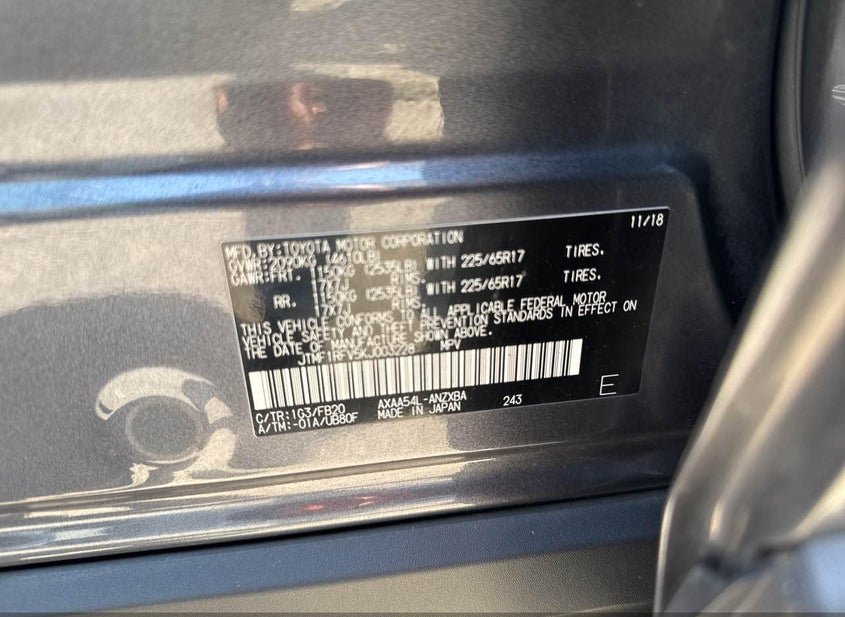 11/18
MFD.BY:TOYOTA MOTOR CORPORATION
GVWR:2090KG (4610LB)
GAWR:FRT. 1150KG (2535LB) WITH 225/65R17 TIRES.
17X7J RIMS.
RR. 1150KG (2535LB) WITH 225/65R17 TIRES.
17X7J RIMS.
THIS VEHICLE CONFORMS TO ALL APPLICABLE FEDERAL MOTOR
VEHICLE SAFETY AND THEFT PREVENTION STANDARDS IN EFFECT ON
THE DATE OF MANUFACTURE SHOWN ABOVE.
JTMF1RFV5KJ003228 MPV
C/TR:1G3/FB20 AXAA54L-ANZXBA 243 E
A/TM:-01A/UB80F MADE IN JAPAN